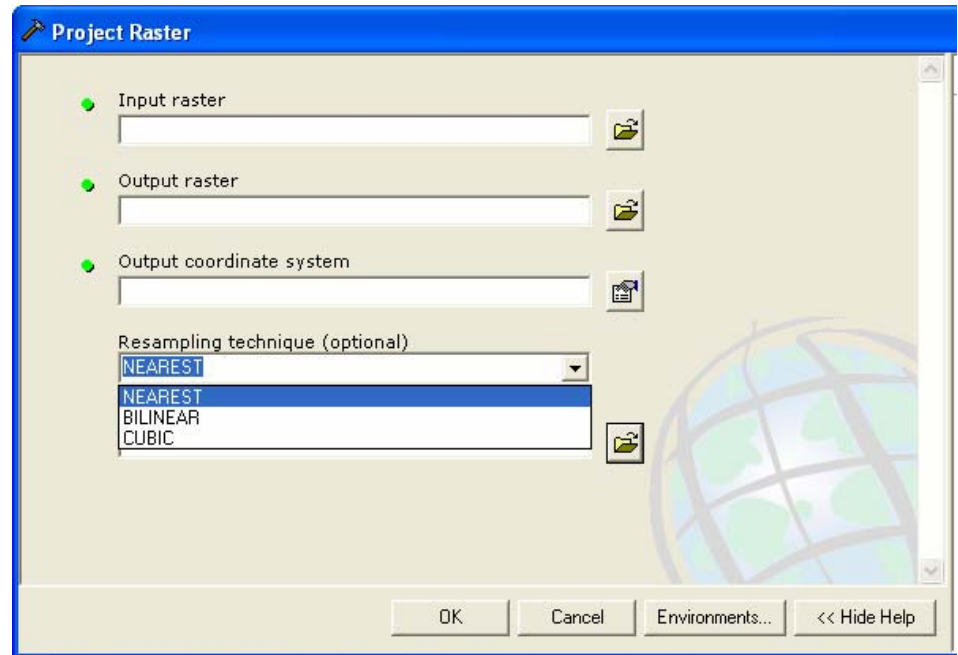 Project Raster
Input raster
Output raster
Output coordinate system
Resampling technique (optional)
NEAREST
NEAREST
BILINEAR
CUBIC
OK Cancel Environments... << Hide Help